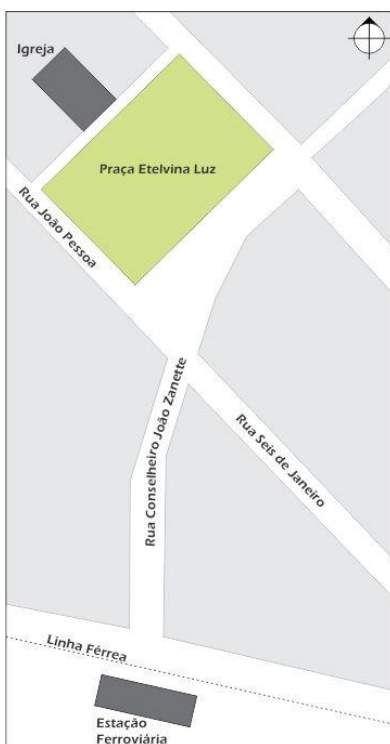 Igreja
Praça Etelvina Luz
Rua João Pessoa
Rua Conselheiro João Zanette
Rua Seis de Janeiro
Linha Férrea
Estação
Ferroviária